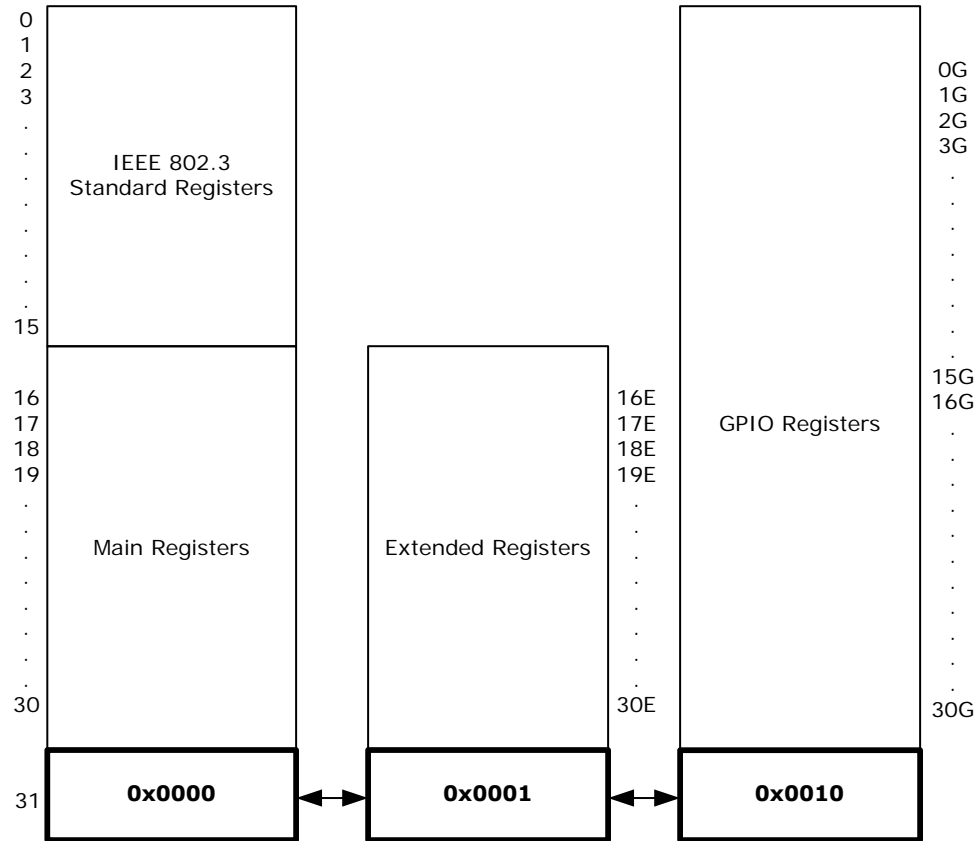 0
1
2
3
.
.
.
.
.
.
.
.
15
IEEE 802.3
Standard Registers
16
17
18
19
.
.
.
.
.
.
.
.
30
Main Registers
31
0x0000
Extended Registers
16E
17E
18E
19E
.
.
.
.
.
.
.
.
30E
0x0001
GPIO Registers
0G
1G
2G
3G
.
.
.
.
.
.
.
.
15G
16G
.
.
.
.
.
.
.
.
.
.
.
30G
0x0010